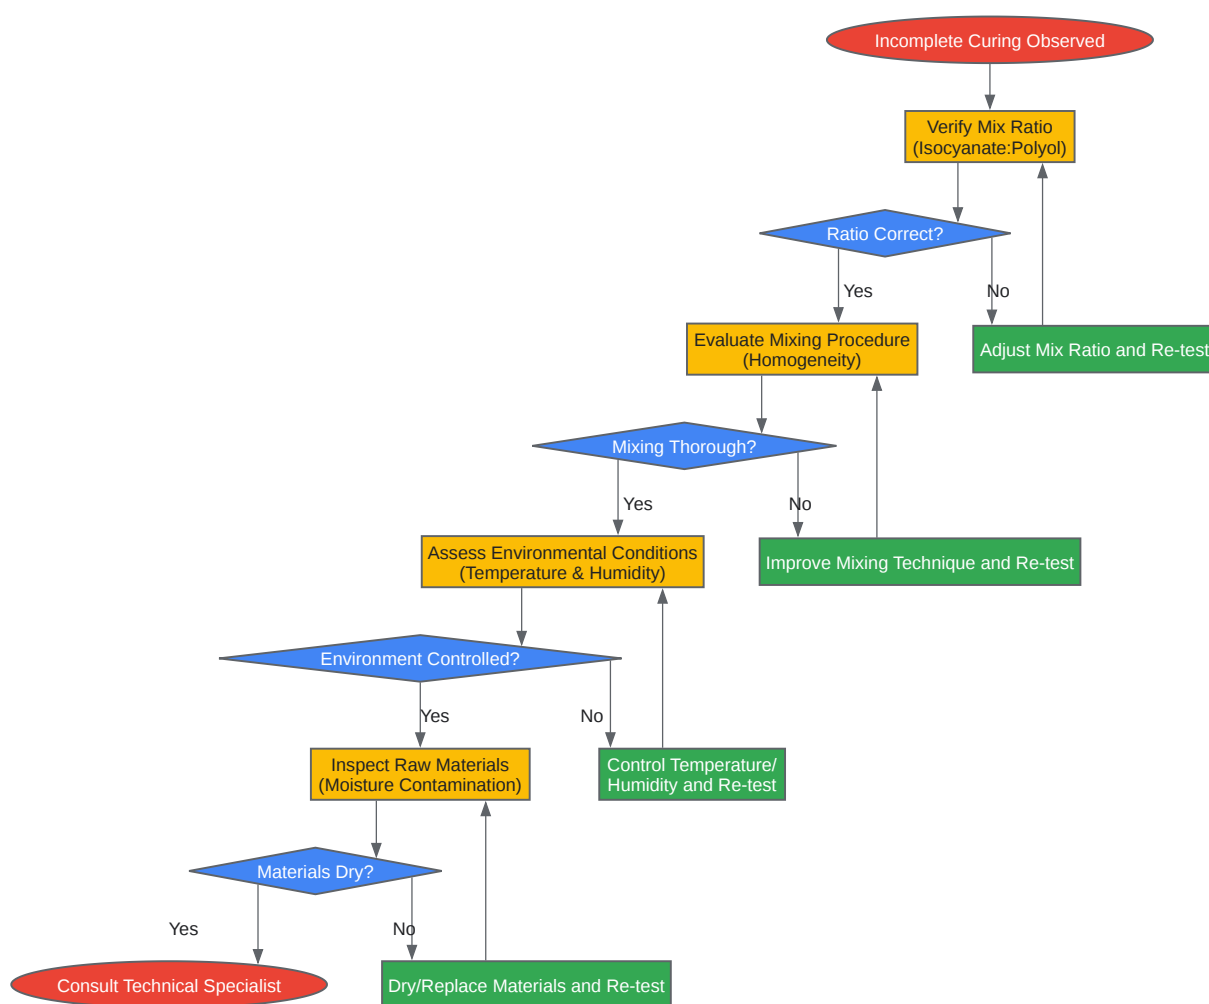 Incomplete Curing Observed
Verify Mix Ratio
(Isocyanate:Polyol)
Ratio Correct?
Yes
No
Evaluate Mixing Procedure
(Homogeneity)
Adjust Mix Ratio and Re-test
Mixing Thorough?
Yes
No
Assess Environmental Conditions
(Temperature & Humidity)
Improve Mixing Technique and Re-test
Environment Controlled?
Yes
No
Inspect Raw Materials
(Moisture Contamination)
Control Temperature/
Humidity and Re-test
Materials Dry?
Yes
No
Consult Technical Specialist
Dry/Replace Materials and Re-test